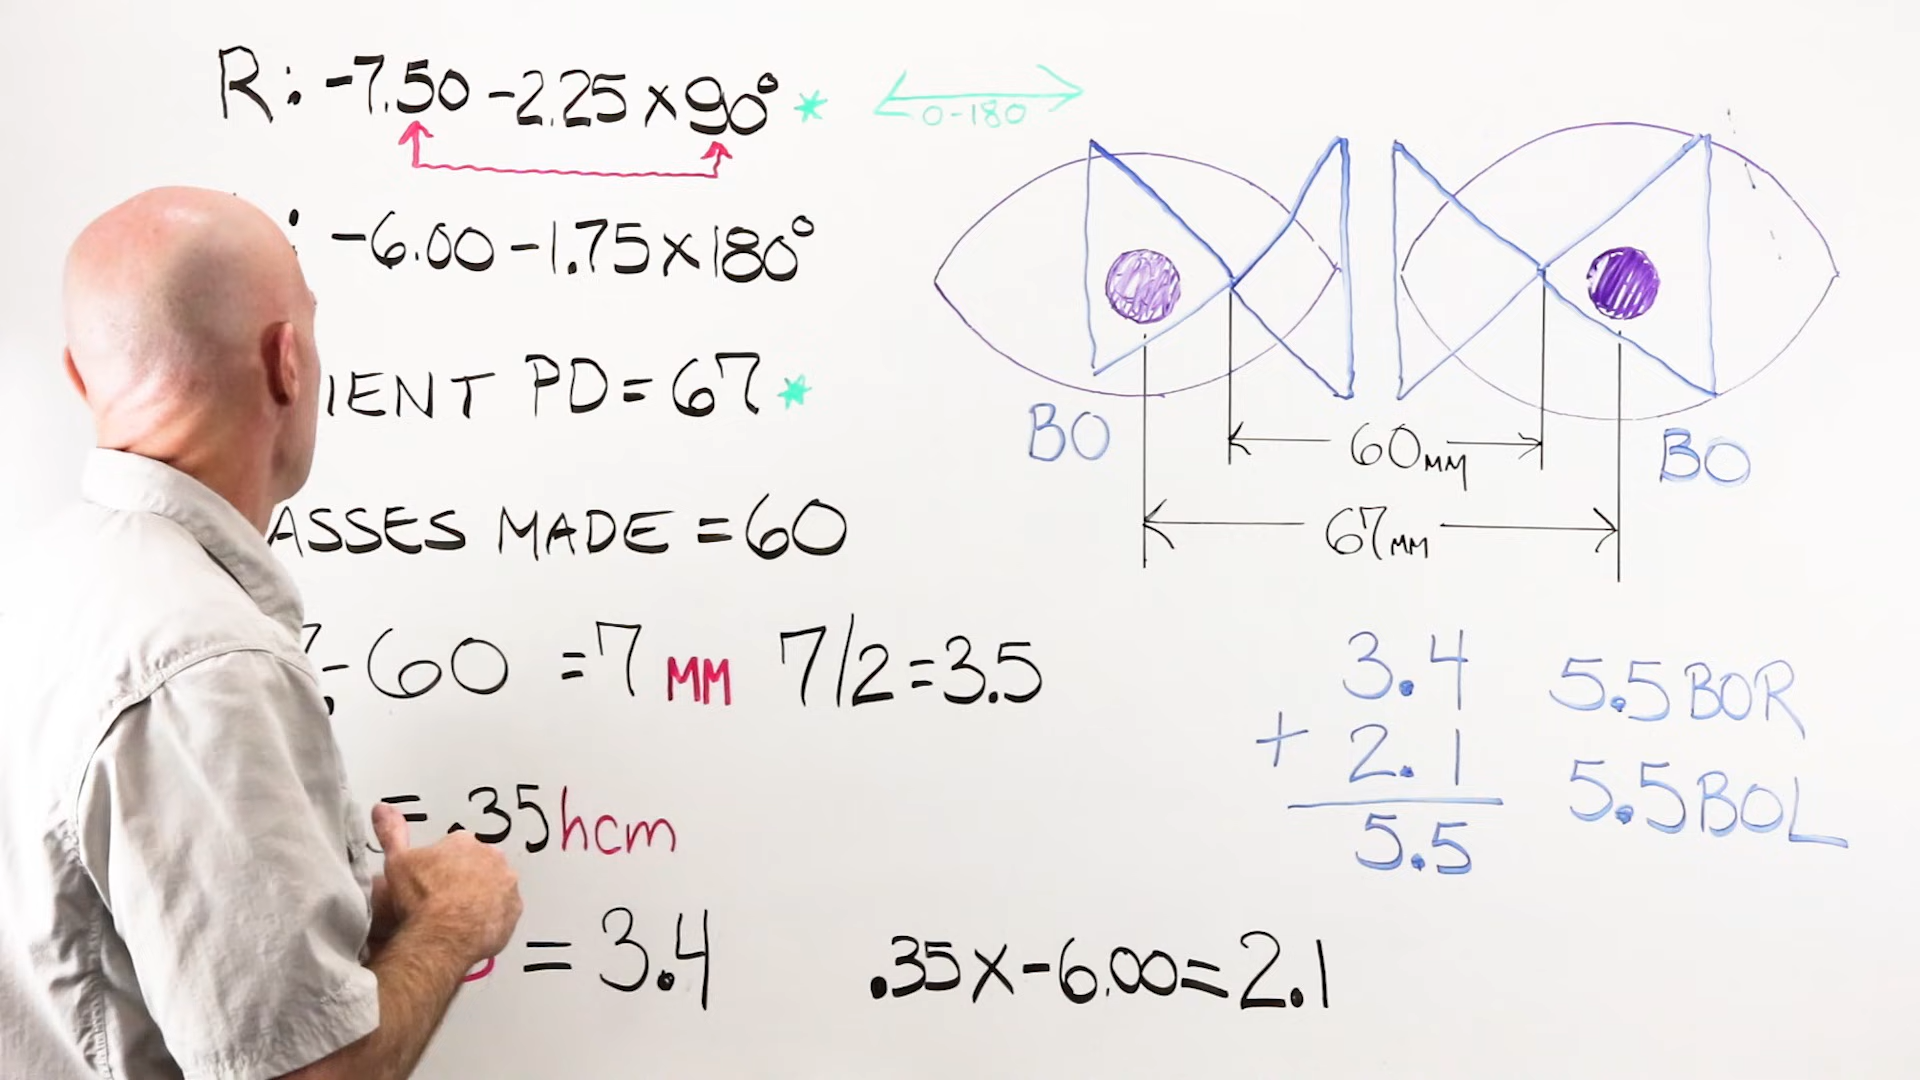 R: -7.50 -2.25 x 90° *
0-180
: -6.00 -1.75 x 180°
IENT PD = 67 *
ASSES MADE = 60
BO
60MM
BO
67MM
- 60 = 7 MM 7/2 = 3.5
= .35 hcm
= 3.4
.35 x -6.00 = 2.1
3.4
+ 2.1
5.5
5.5 BOR
5.5 BOL